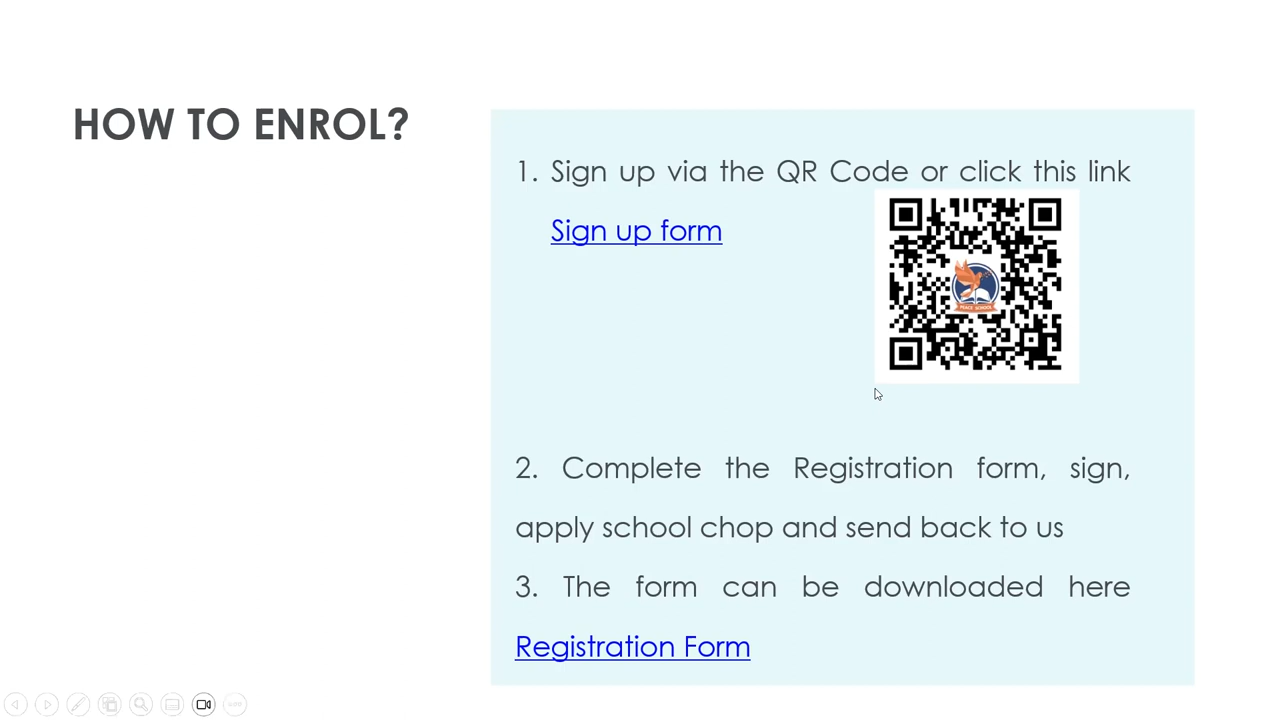 HOW TO ENROL?
1. Sign up via the QR Code or click this link
Sign up form
PEACE SCHOOL
2. Complete the Registration form, sign,
apply school chop and send back to us
3. The form can be downloaded here
Registration Form